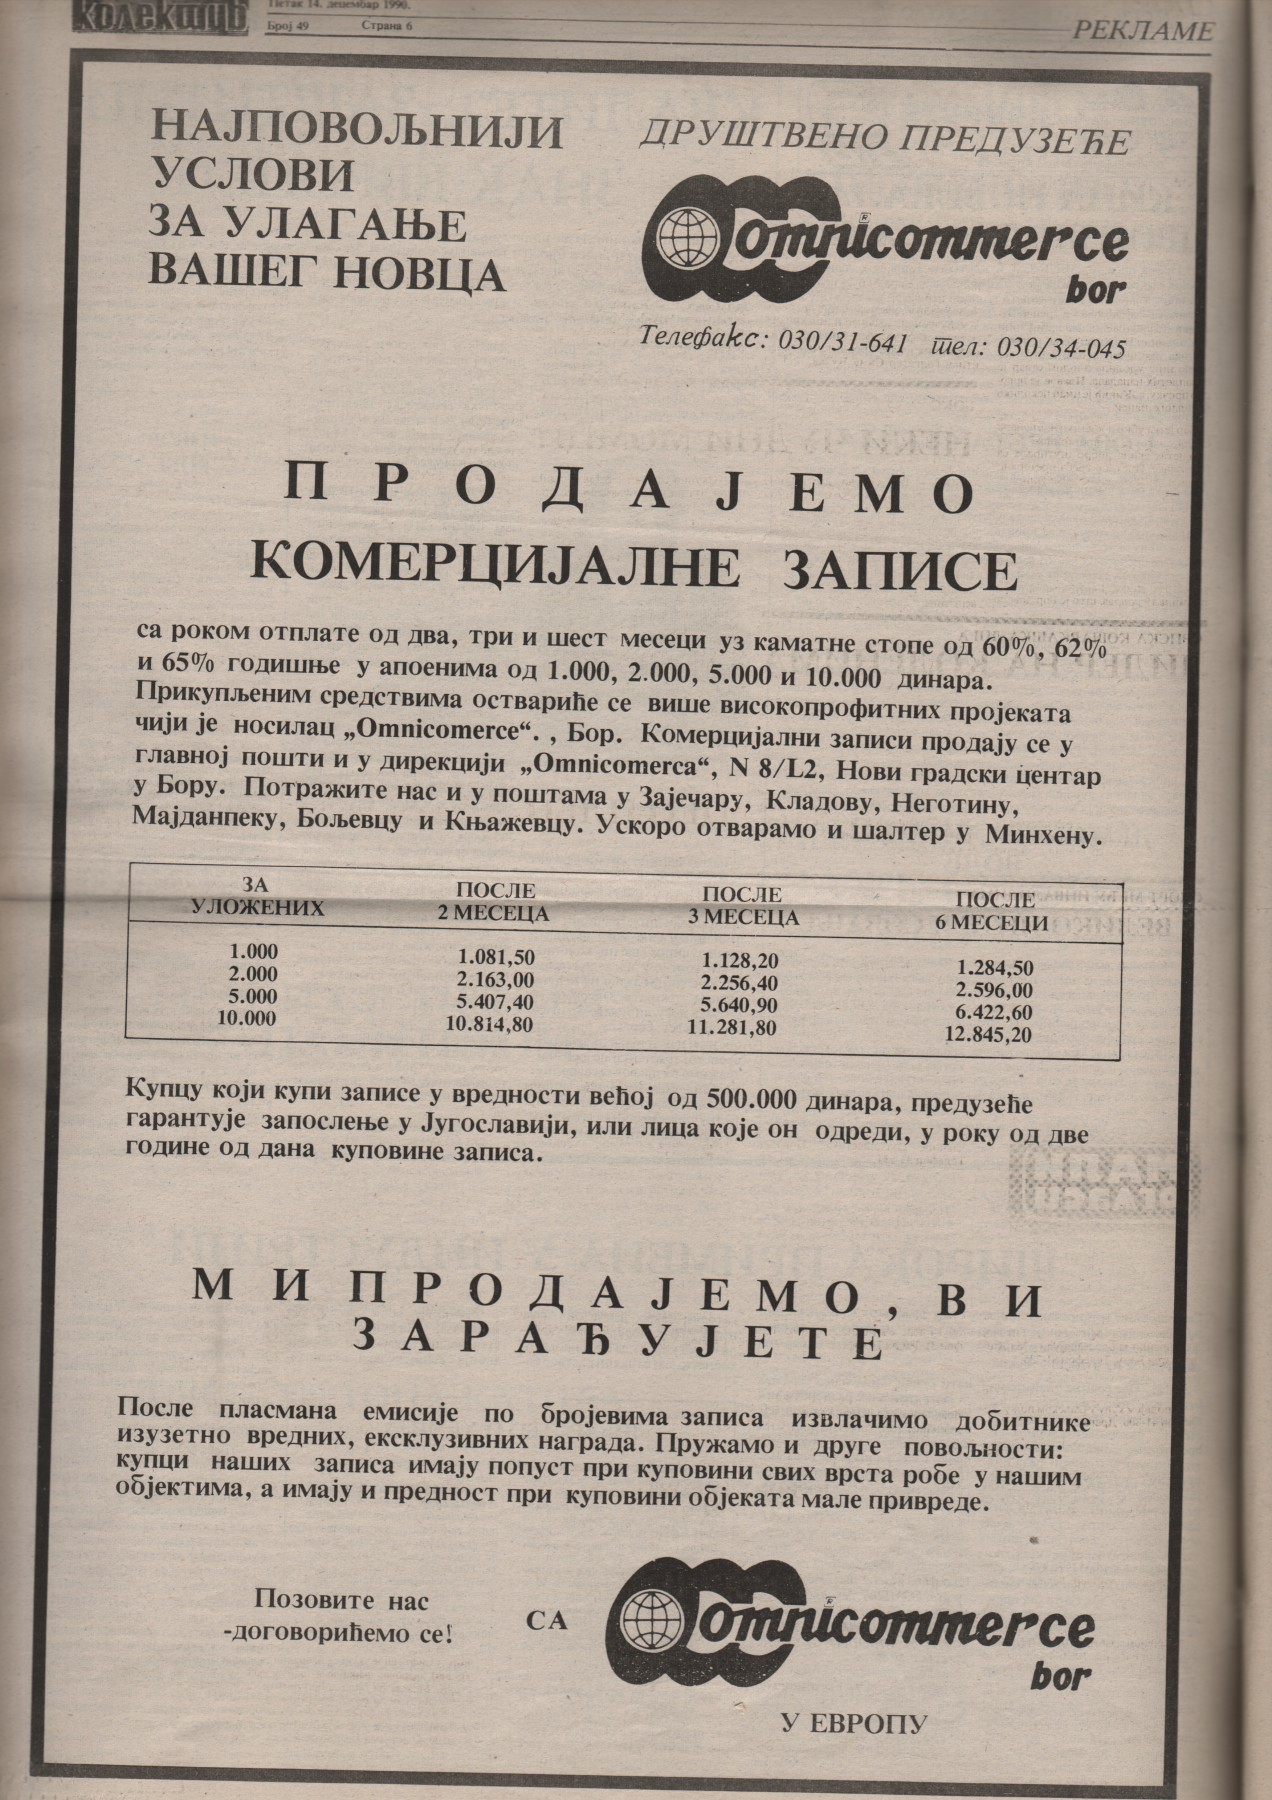 колектив
Петак 14. децембар 1990.
Број 49 Страна 6
РЕКЛАМЕ
НАЈПОВОЉНИЈИ
УСЛОВИ
ЗА УЛАГАЊЕ
ВАШЕГ НОВЦА
ДРУШТВЕНО ПРЕДУЗЕЋЕ
Omnicommerce
bor
Телефакс: 030/31-641 тел: 030/34-045
ПРОДАЈЕМО
КОМЕРЦИЈАЛНЕ ЗАПИСЕ
са роком отплате од два, три и шест месеци уз каматне стопе од 60%, 62%
и 65% годишње у апоенима од 1.000, 2.000, 5.000 и 10.000 динара.
Прикупљеним средствима оствариће се више високопрофитних пројеката
чији је носилац „Omnicomerce“. , Бор. Комерцијални записи продају се у
главној пошти и у дирекцији „Omnicomerca“, N 8/L2, Нови градски центар
у Бору. Потражите нас и у поштама у Зајечару, Кладову, Неготину,
Мајданпеку, Бољевцу и Књажевцу. Ускоро отварамо и шалтер у Минхену.
ЗА УЛОЖЕНИХ ПОСЛЕ 2 МЕСЕЦА ПОСЛЕ 3 МЕСЕЦА ПОСЛЕ 6 МЕСЕЦИ
1.000 1.081,50 1.128,20 1.284,50
2.000 2.163,00 2.256,40 2.596,00
5.000 5.407,40 5.640,90 6.422,60
10.000 10.814,80 11.281,80 12.845,20
Купцу који купи записе у вредности већој од 500.000 динара, предузеће
гарантује запослење у Југославији, или лица које он одреди, у року од две
године од дана куповине записа.
МИ ПРОДАЈЕМО, ВИ
ЗАРАЂУЈЕТЕ
После пласмана емисије по бројевима записа извлачимо добитнике
изузетно вредних, ексклузивних награда. Пружамо и друге повољности:
купци наших записа имају попуст при куповини свих врста робе у нашим
објектима, а имају и предност при куповини објеката мале привреде.
Позовите нас
-договорићемо се!
СА
Omnicommerce
bor
У ЕВРОПУ